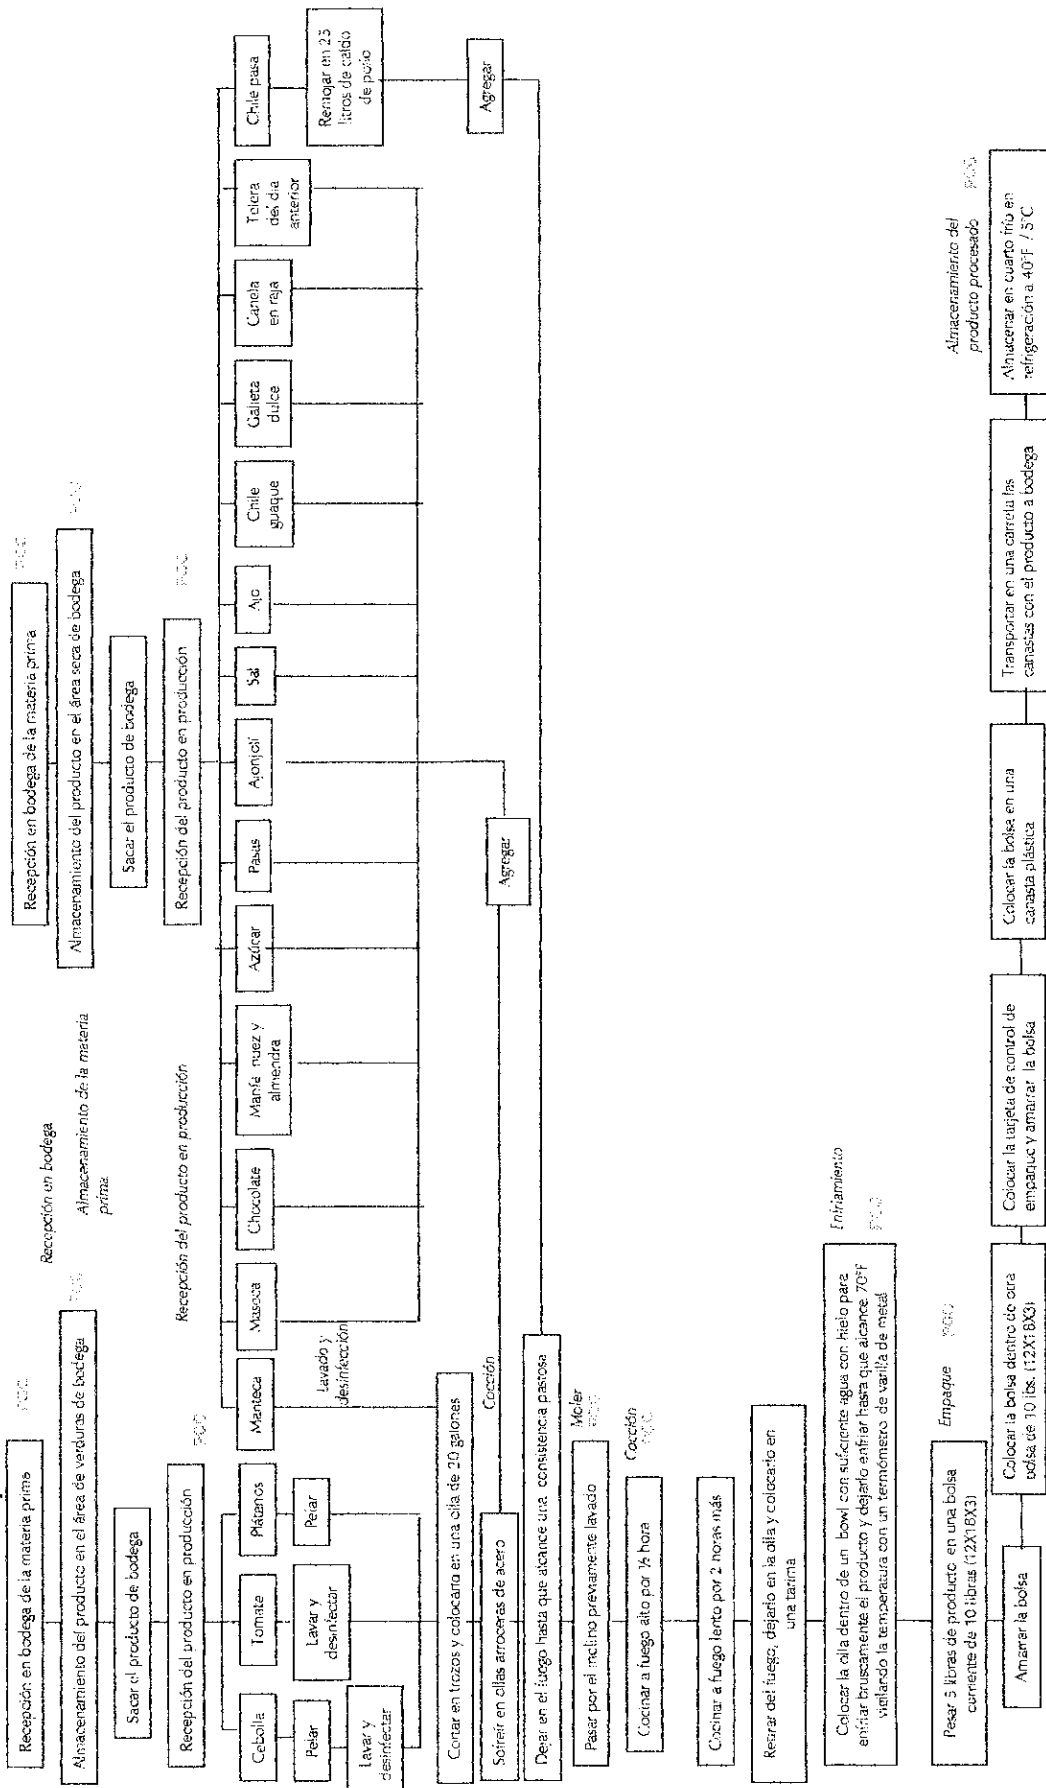 Recepción en bodega de la materia prima
Almacenamiento del producto en el área de verduras de bodega
Sacar el producto de bodega
Recepción del producto en producción
Recepción en bodega
Almacenamiento de la materia
prima
Recepción del producto en producción
Recepción en bodega de la materia prima
Almacenamiento del producto en el área seca de bodega
Sacar el producto de bodega
Recepción del producto en producción
Cebolla
Tomate
Plátanos
Manteca
Masoca
Chocolate
Manía nuez y
almendra
Azúcar
Pasas
Ajonjolí
Sal
Ajo
Chile
guaque
Galleta
dulce
Canela
en raja
Telera
del día
anterior
Chile pasa
Pelar
Lavar y
desinfectar
Pelar
Lavar y
desinfectar
Lavado y
desinfección
Remojar en 23
litros de caldo
de pollo
Cortar en trozos y colocarlo en una olla de 20 galones
Cocción
Sofreír en ollas arroceras de acero
Agregar
Agregar
Dejar en el fuego hasta que alcance una consistencia pastosa
Moler
Pasar por el molino previamente lavado
Cocción
Cocinar a fuego alto por ½ hora
Cocinar a fuego lento por 2 horas más
Retirar del fuego, dejarlo en la olla y colocarlo en
una tarima
Enfriamiento
Colocar la olla dentro de un bowl con suficiente agua con hielo para
enfriar bruscamente el producto y dejarlo enfriar hasta que alcance 70°F
vigilando la temperatura con un termómetro de varilla de metal
Empaque
Pesar 5 libras de producto en una bolsa
corriente de 10 libras (12X18X3)
Amarrar la bolsa
Colocar la bolsa dentro de otra
bolsa de 10 lbs. (12X18X3)
Colocar la tarjeta de control de
empaque y amarrar la bolsa
Colocar la bolsa en una
canasta plástica
Transportar en una carreta las
canastas con el producto a bodega
Almacenamiento del
producto procesado
Almacenar en cuarto frío en
refrigeración a 40°F / 5°C